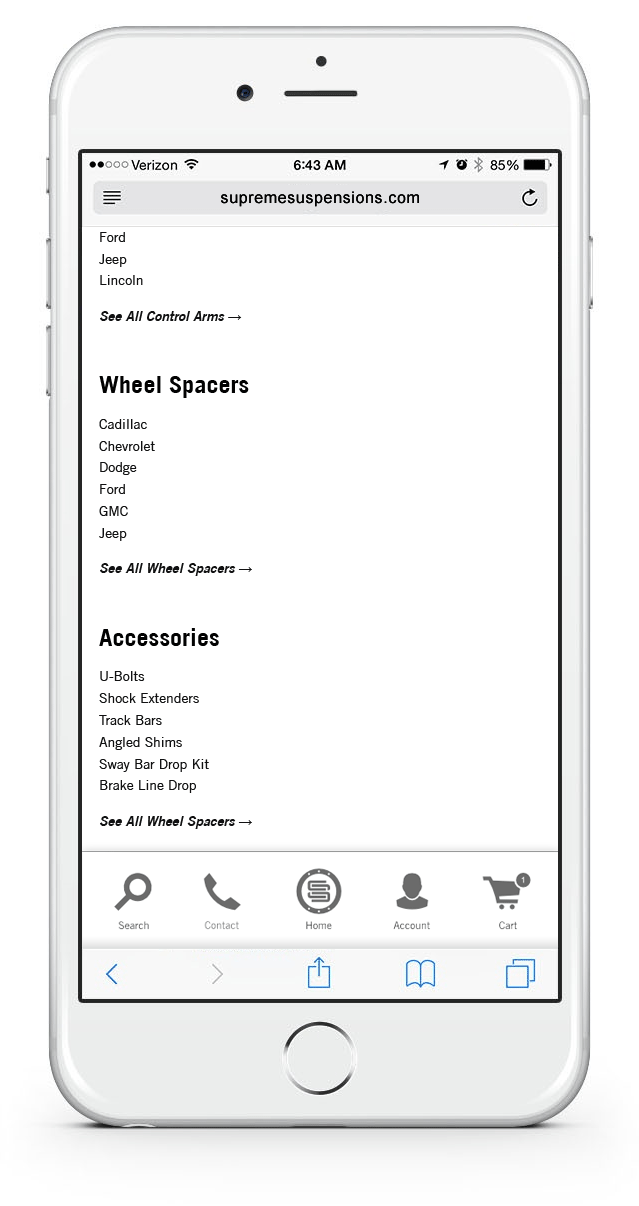 Verizon 6:43 AM 85%
supremesuspensions.com
Ford
Jeep
Lincoln
See All Control Arms →
Wheel Spacers
Cadillac
Chevrolet
Dodge
Ford
GMC
Jeep
See All Wheel Spacers →
Accessories
U-Bolts
Shock Extenders
Track Bars
Angled Shims
Sway Bar Drop Kit
Brake Line Drop
See All Wheel Spacers →
1
Search Contact Home Account Cart